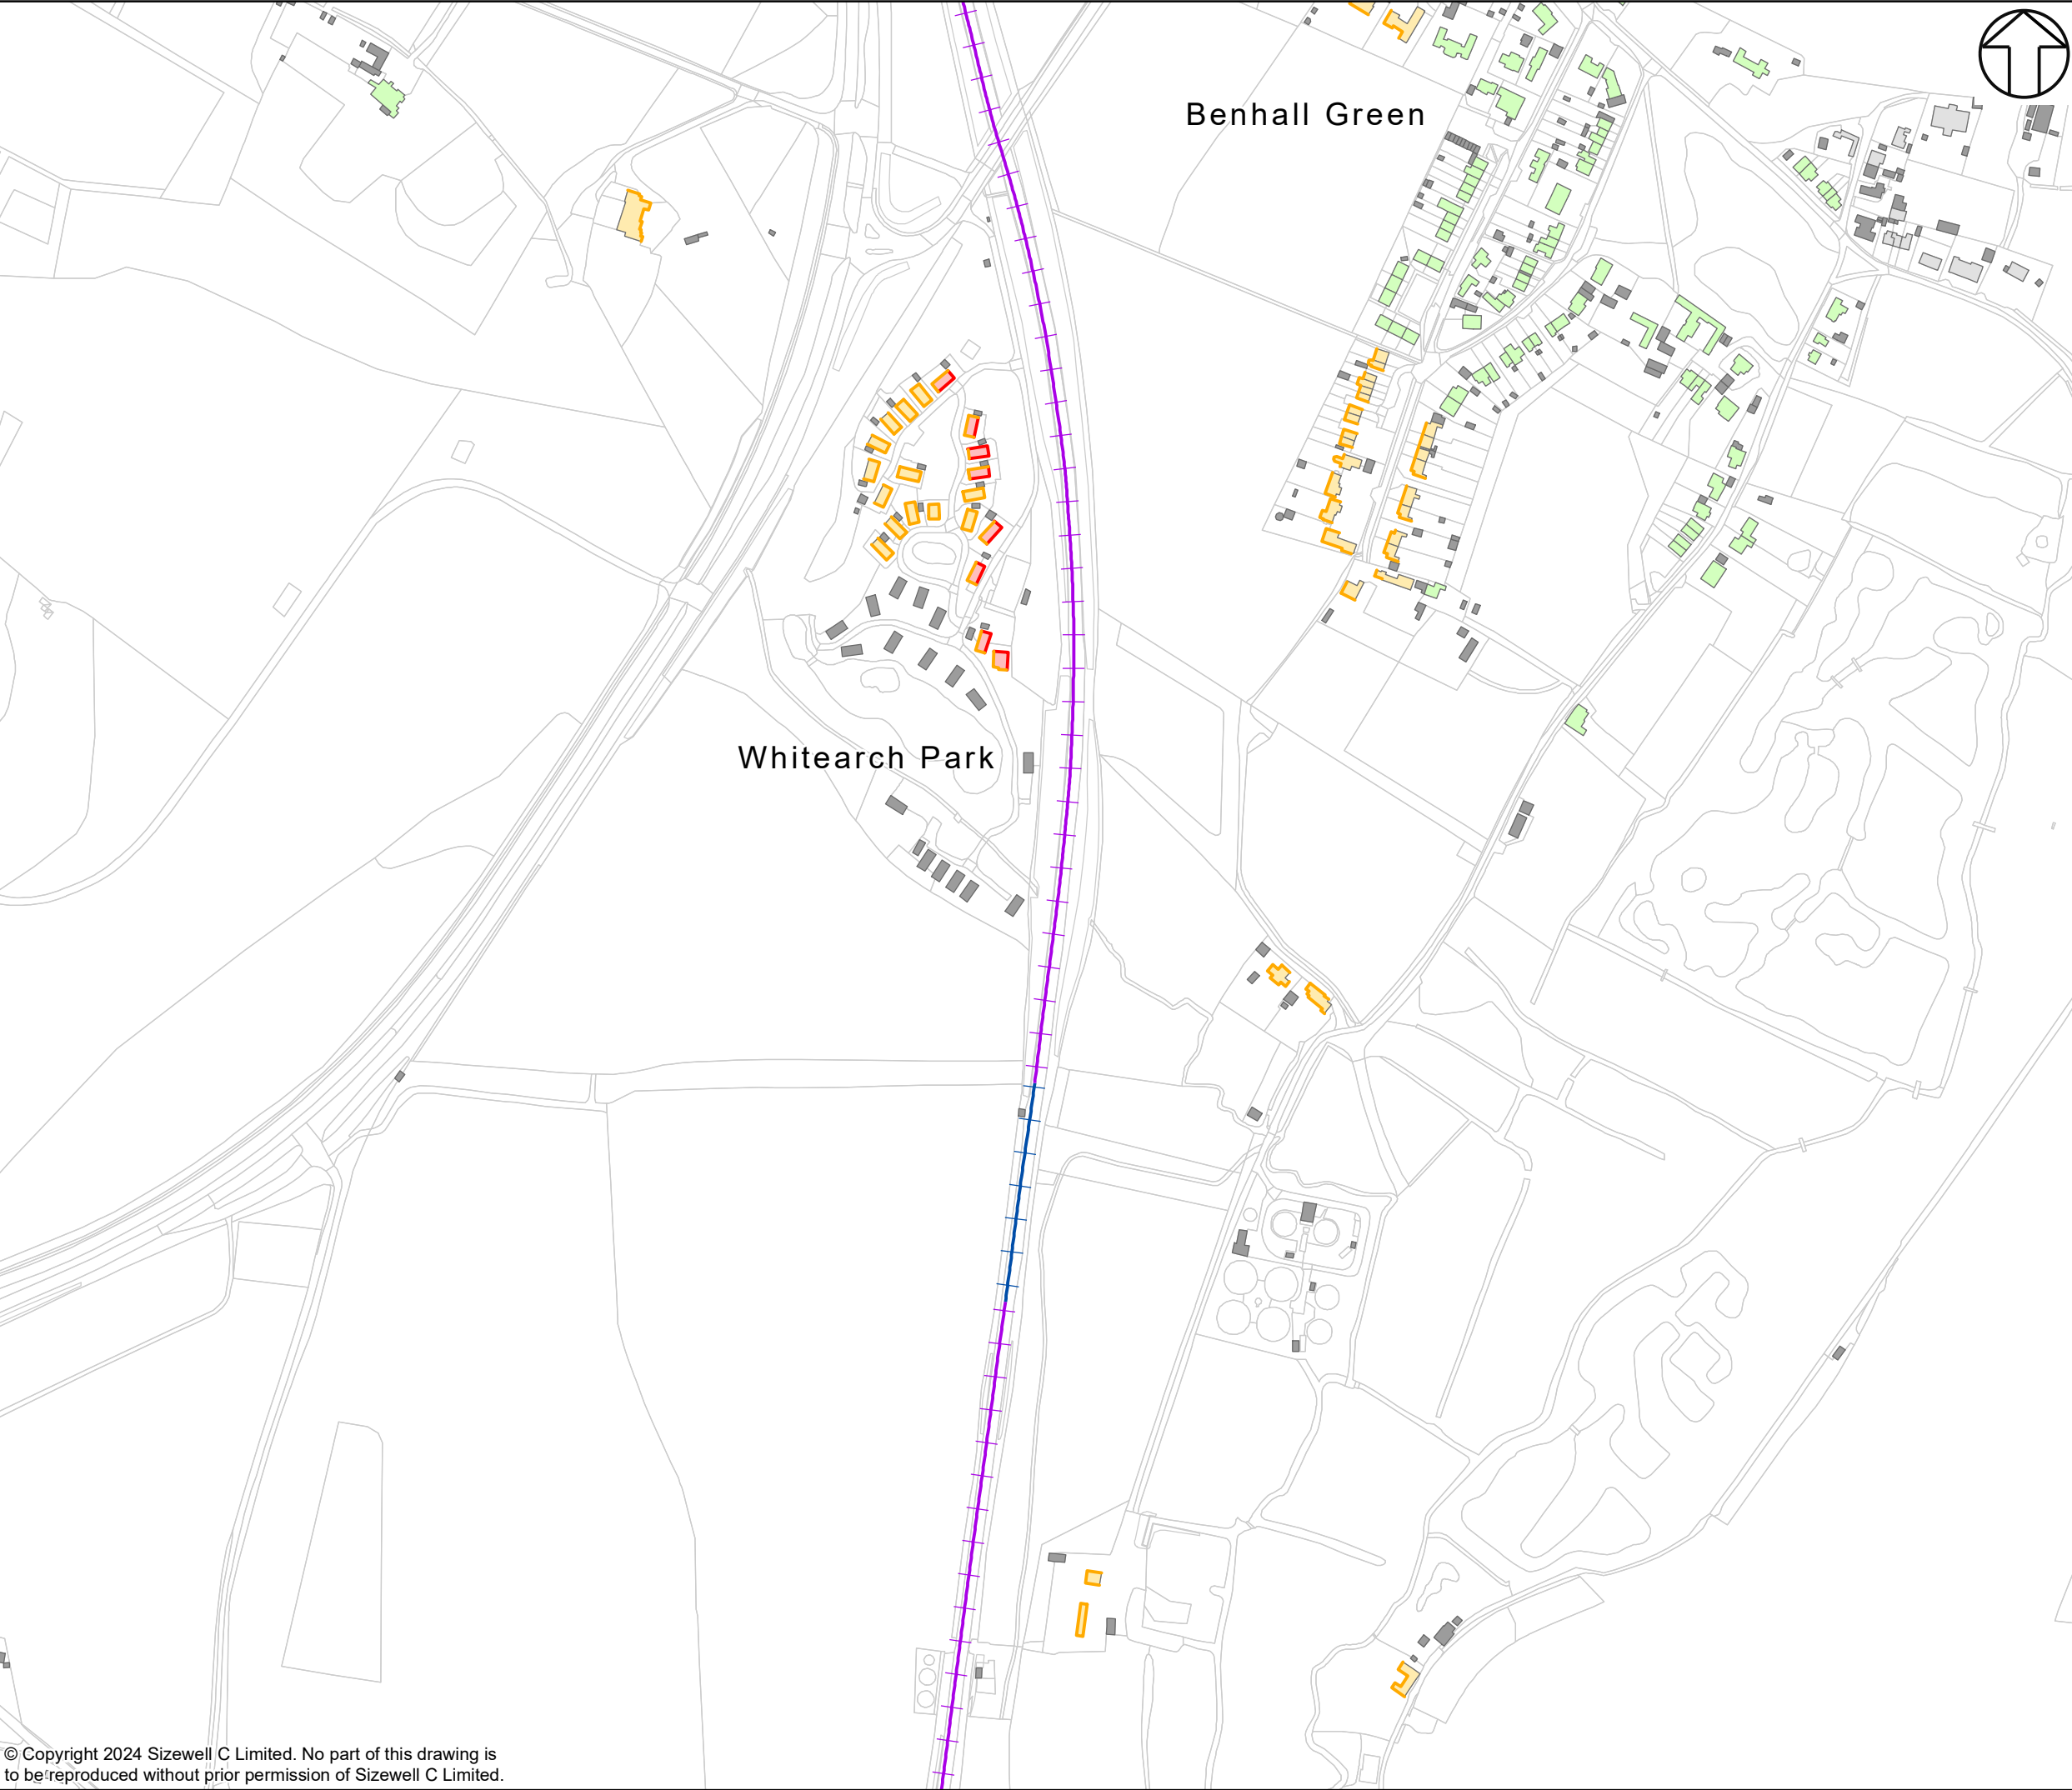 Benhall Green
Whitearch Park
© Copyright 2024 Sizewell C Limited. No part of this drawing is
to be reproduced without prior permission of Sizewell C Limited.